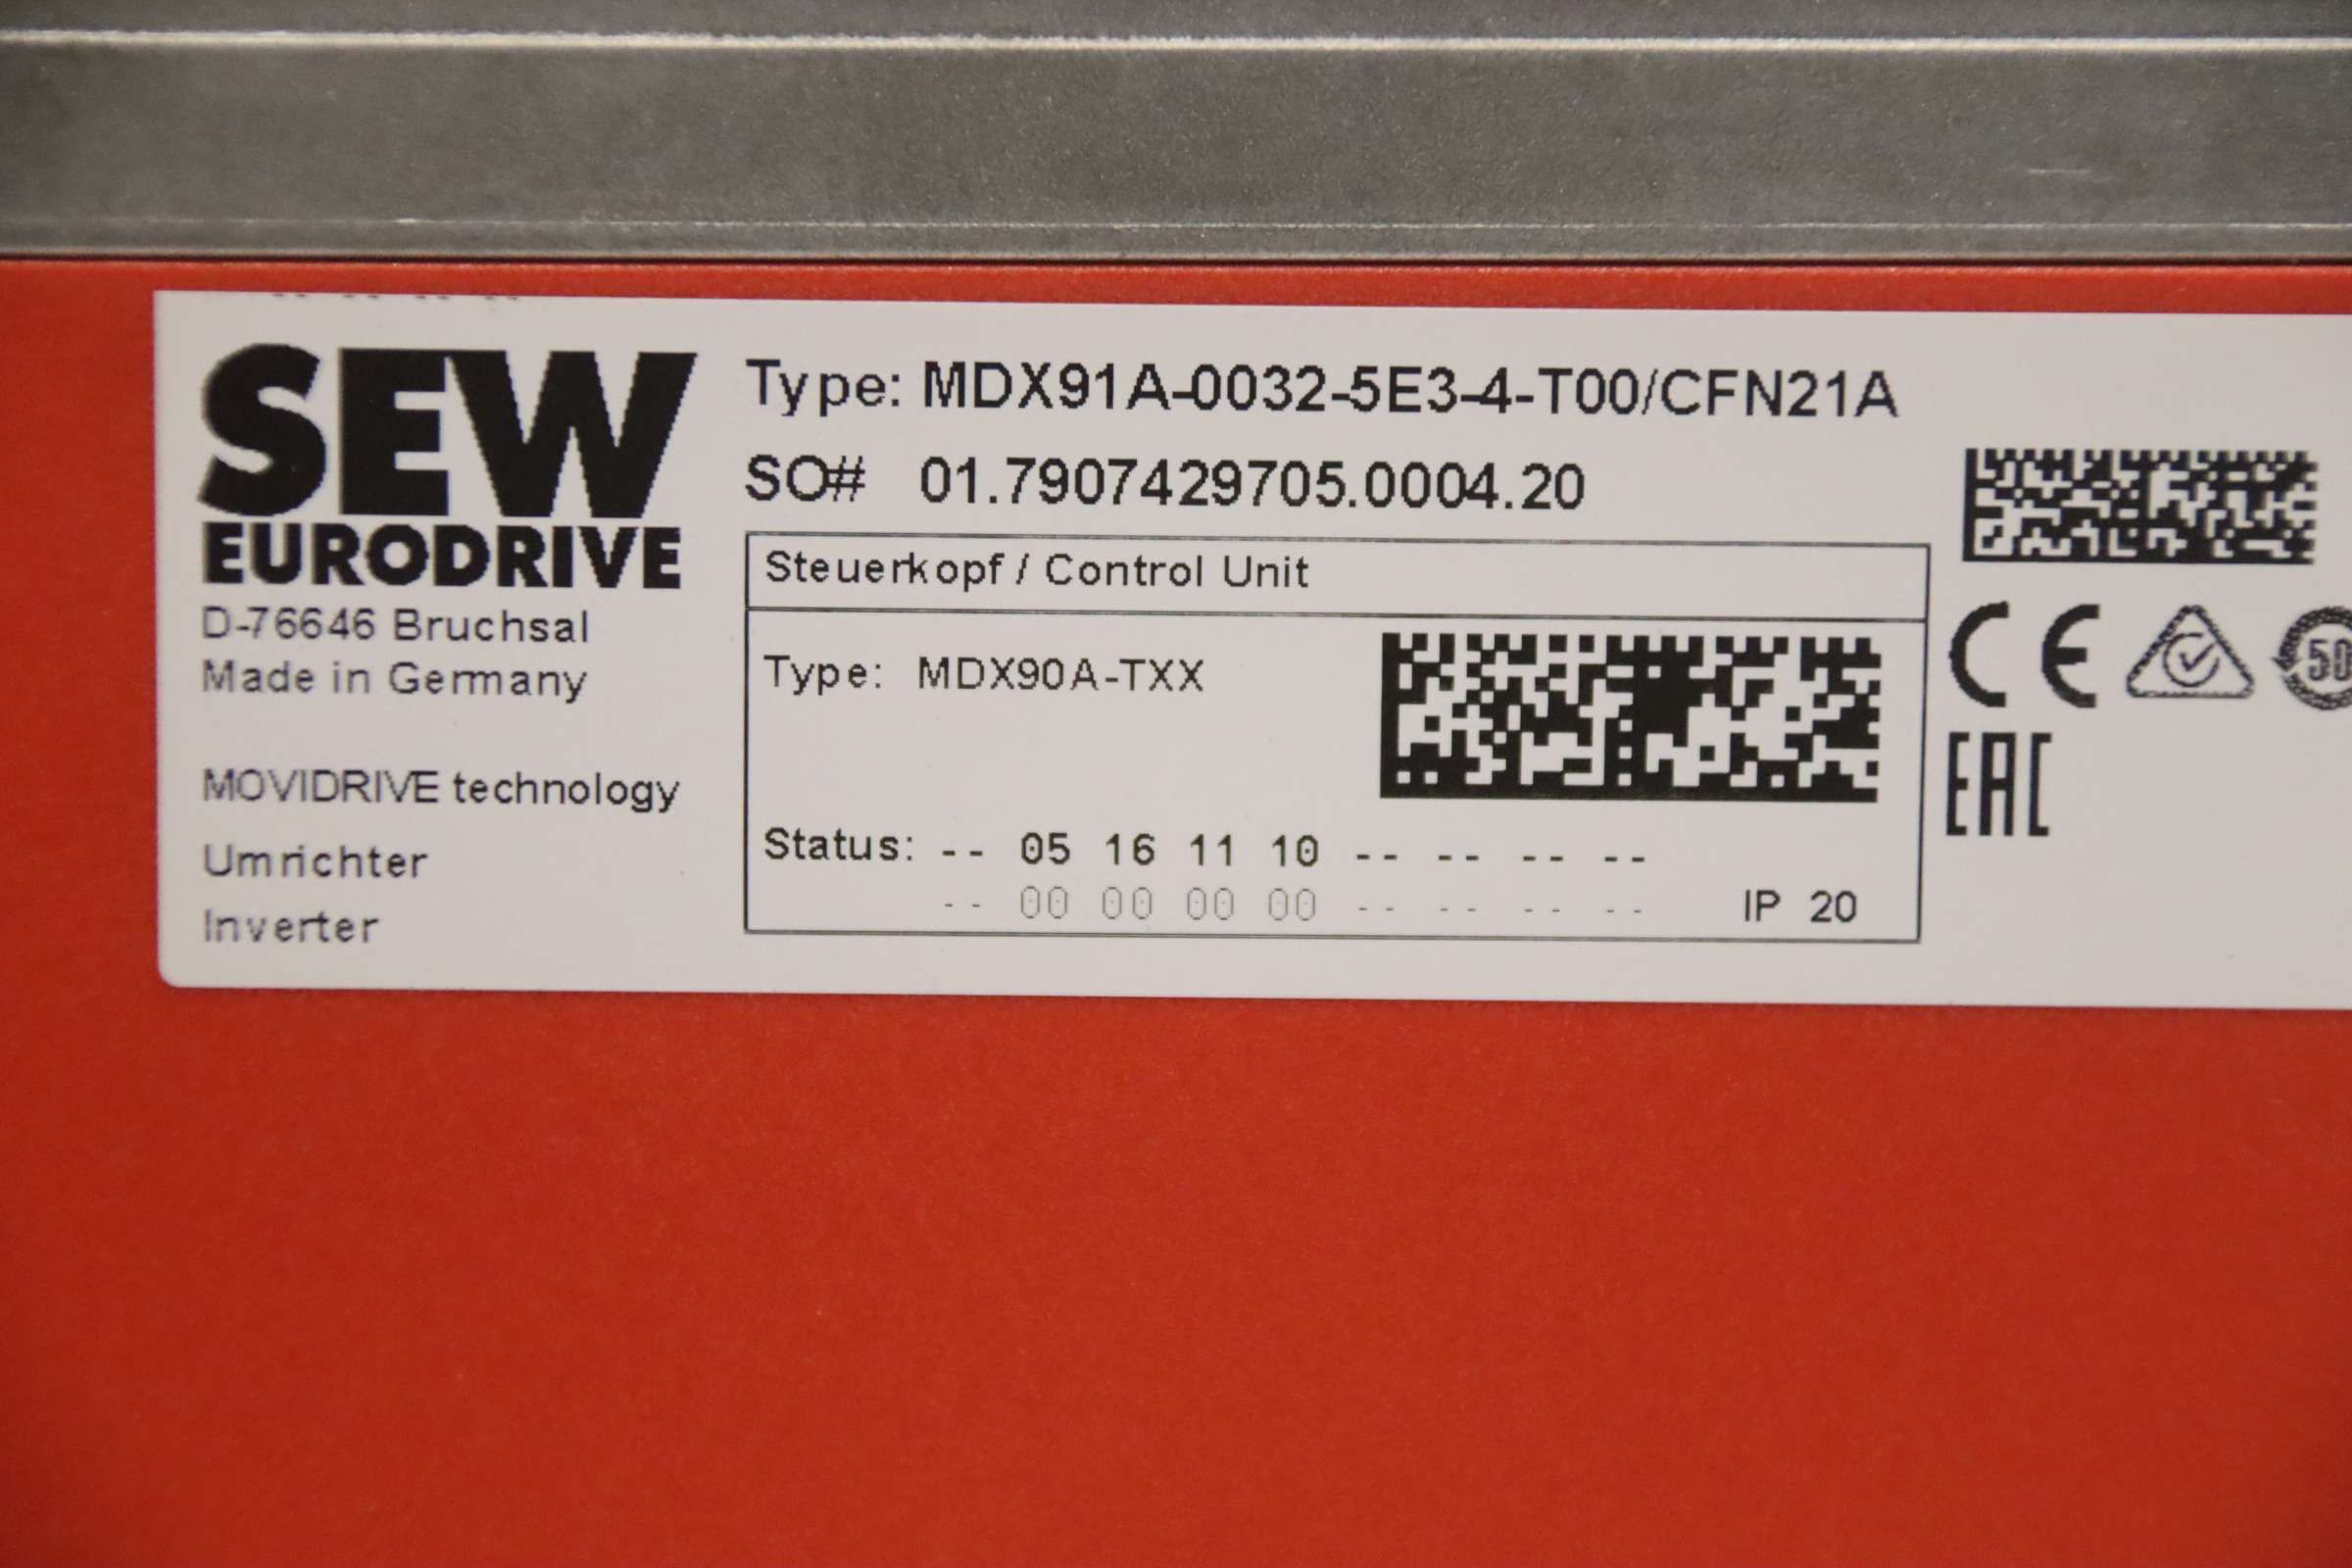 SEW
EURODRIVE
D-76646 Bruchsal
Made in Germany
MOVIDRIVE technology
Umrichter
Inverter
Type: MDX91A-0032-5E3-4-T00/CFN21A
SO# 01.7907429705.0004.20
Steuerkopf / Control Unit
Type: MDX90A-TXX
Status: -- 05 16 11 10 -- -- -- --
-- 00 00 00 00 -- -- -- --
IP 20
CE
50
EAC